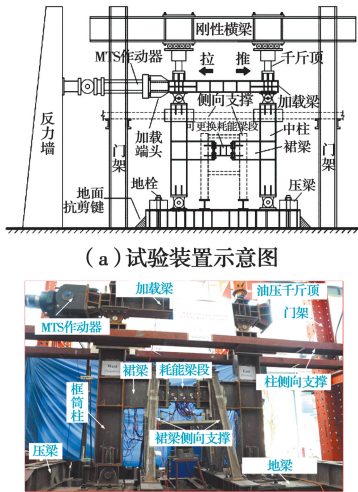 刚性横梁
MTS作动器
拉
推
千斤顶
侧向支撑
加载梁
反力墙
加载端头
可更换耗能梁段
中柱
裙梁
门架
门架
地面抗剪键
地栓
压梁
(a)试验装置示意图
加载梁
油压千斤顶
门架
MTS作动器
裙梁
耗能梁段
柱侧向支撑
框筒柱
裙梁侧向支撑
压梁
地梁